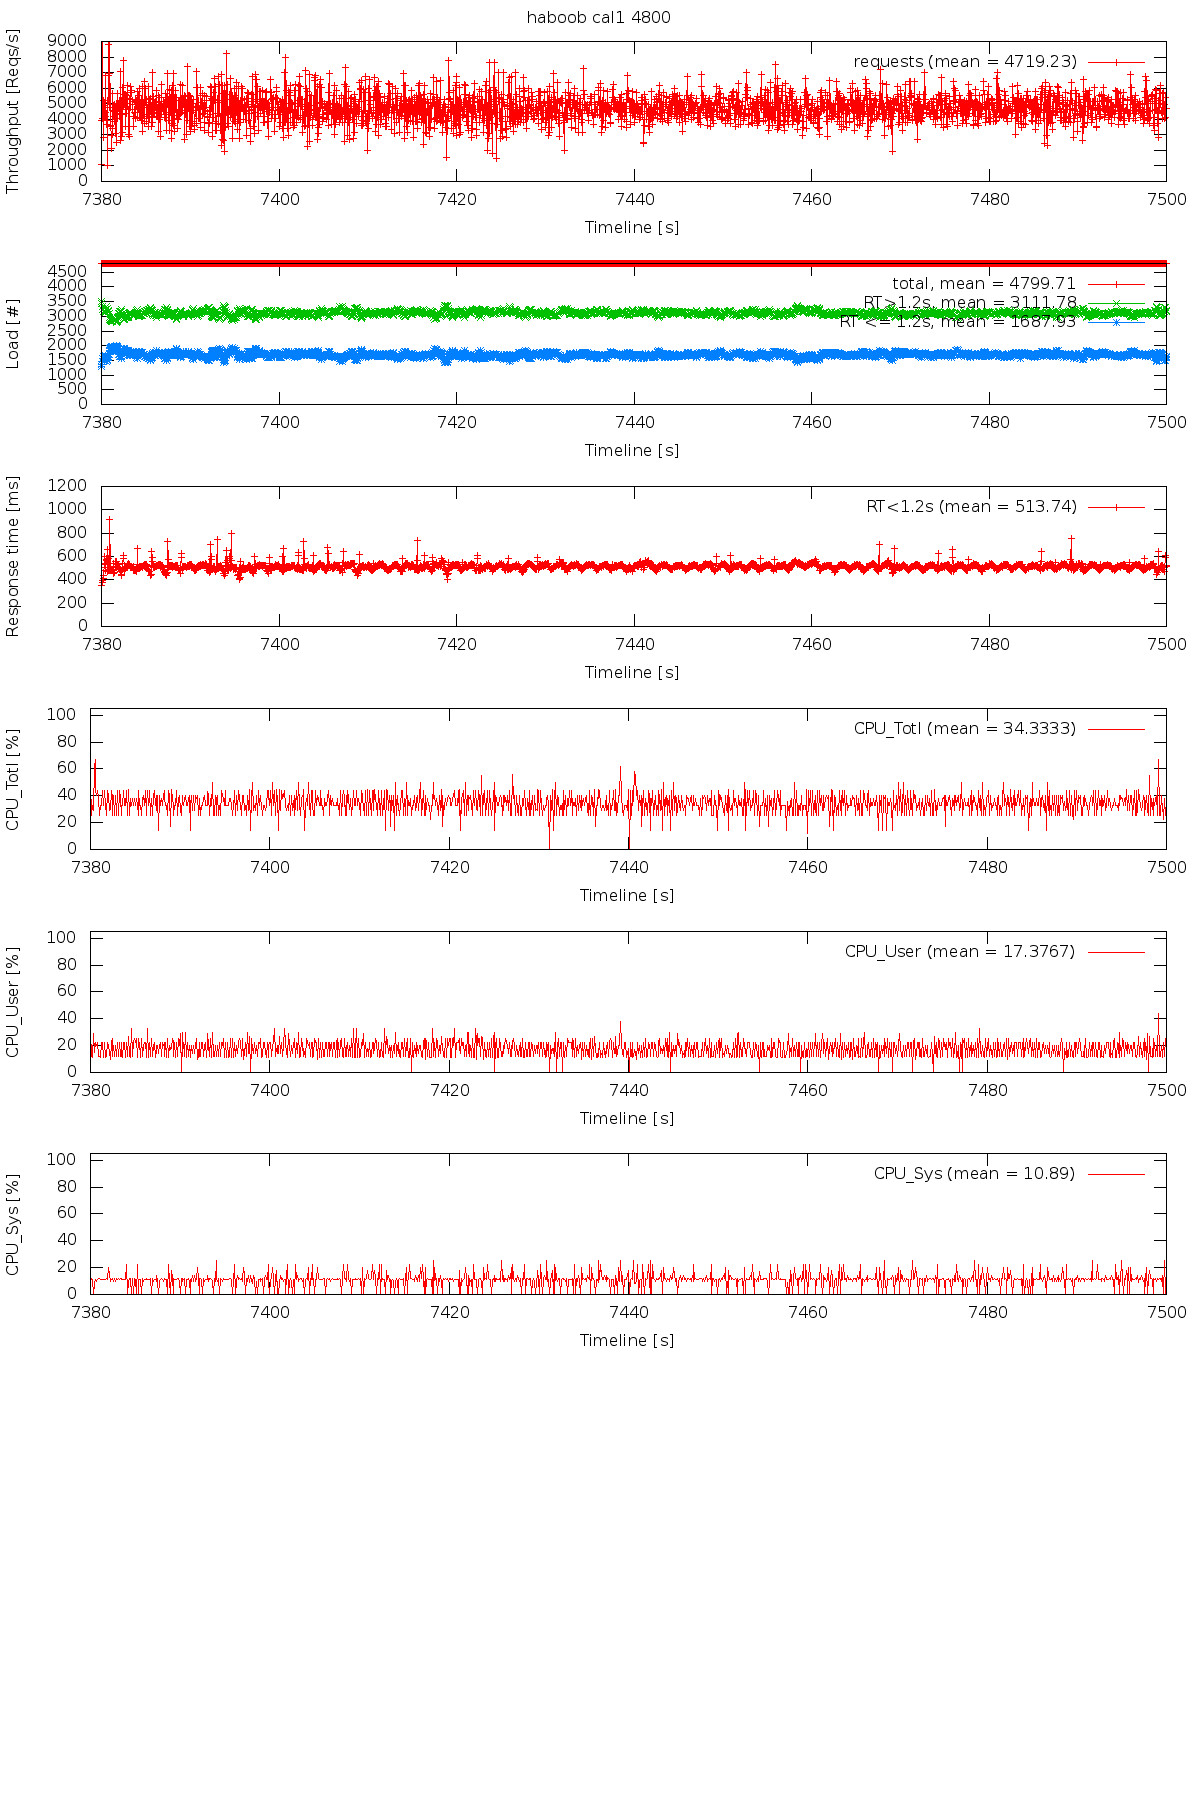 haboob cal1 4800
Throughput [Reqs/s]
9000
8000
7000
6000
5000
4000
3000
2000
1000
0
requests (mean = 4719.23)
7380 7400 7420 7440 7460 7480 7500
Timeline [s]
Load [#]
4500
4000
3500
3000
2500
2000
1500
1000
500
0
total, mean = 4799.71
RT>1.2s, mean = 3111.78
RT <= 1.2s, mean = 1687.93
7380 7400 7420 7440 7460 7480 7500
Timeline [s]
Response time [ms]
1200
1000
800
600
400
200
0
RT<1.2s (mean = 513.74)
7380 7400 7420 7440 7460 7480 7500
Timeline [s]
CPU_Totl [%]
100
80
60
40
20
0
CPU_Totl (mean = 34.3333)
7380 7400 7420 7440 7460 7480 7500
Timeline [s]
CPU_User [%]
100
80
60
40
20
0
CPU_User (mean = 17.3767)
7380 7400 7420 7440 7460 7480 7500
Timeline [s]
CPU_Sys [%]
100
80
60
40
20
0
CPU_Sys (mean = 10.89)
7380 7400 7420 7440 7460 7480 7500
Timeline [s]